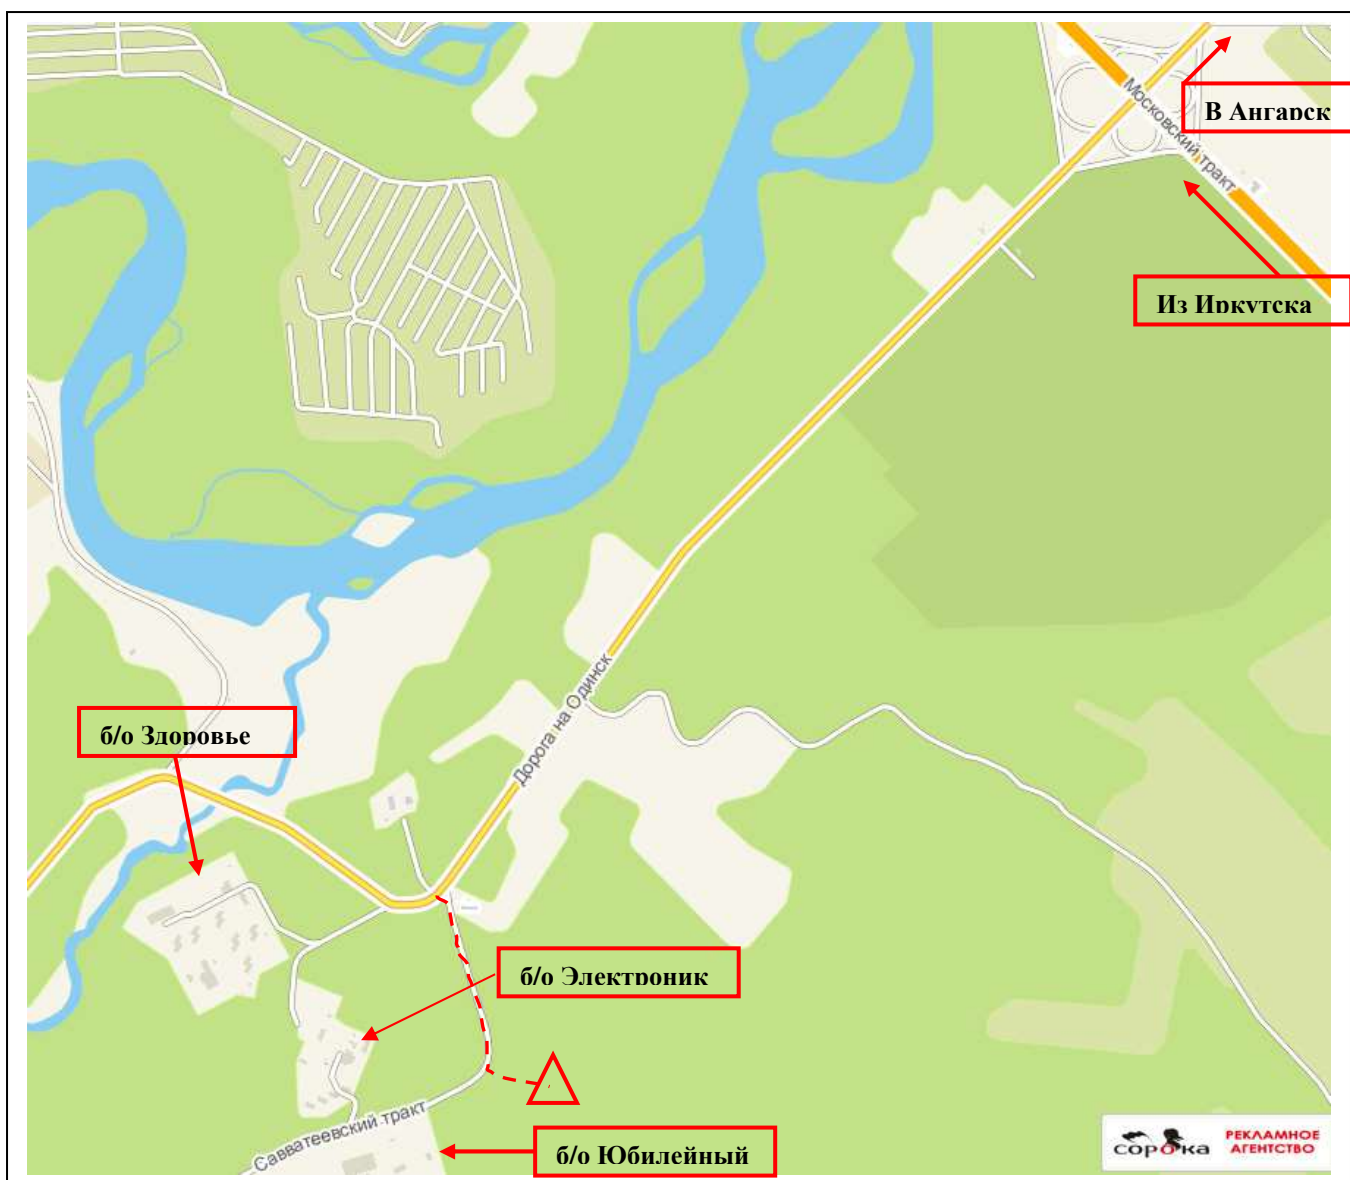 В Ангарск
Московский тракт
Из Иркутска
Дорога на Одинск
б/о Здоровье
б/о Электроник
Савватеевский тракт
б/о Юбилейный
сорока
РЕКЛАМНОЕ
АГЕНТСТВО